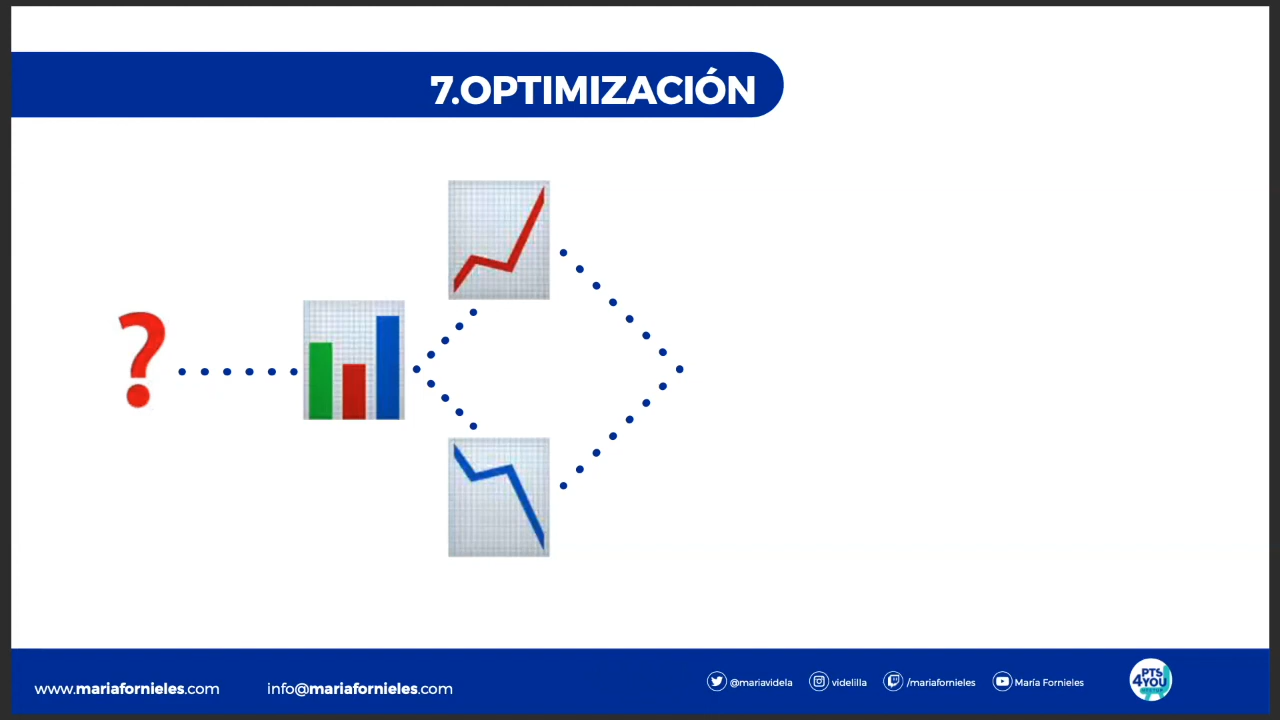 7.OPTIMIZACIÓN
?
www.mariafornieles.com
info@mariafornieles.com
@mariavidela
videlilla
/mariafornieles
María Fornieles
PTS
4YOU